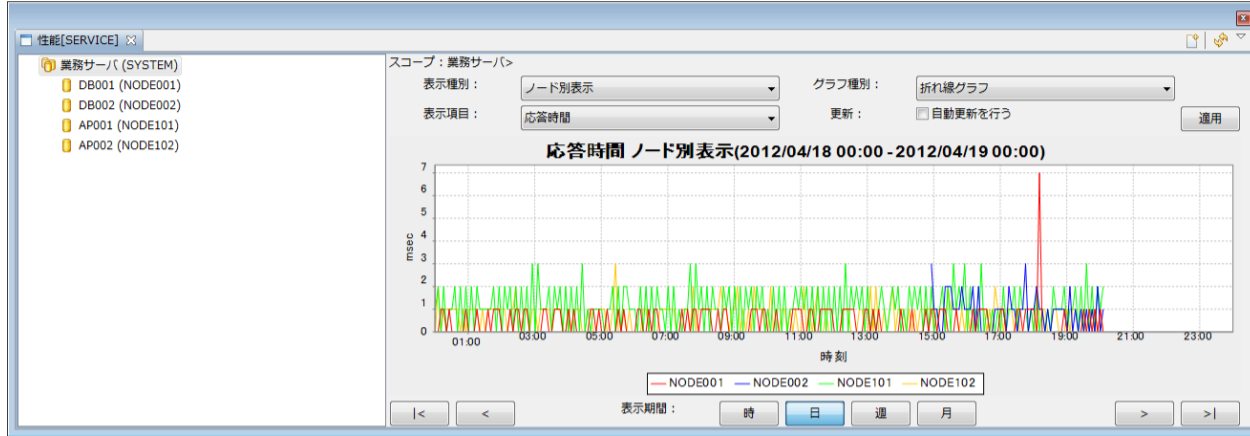 性能[SERVICE]
業務サーバ (SYSTEM)
DB001 (NODE001)
DB002 (NODE002)
AP001 (NODE101)
AP002 (NODE102)
スコープ：業務サーバ>
表示種別： ノード別表示 グラフ種別： 折れ線グラフ
表示項目： 応答時間 更新： 自動更新を行う 適用
応答時間 ノード別表示(2012/04/18 00:00 - 2012/04/19 00:00)
7
6
5
4
3
2
1
0
msec
01:00 03:00 05:00 07:00 09:00 11:00 13:00 15:00 17:00 19:00 21:00 23:00
時刻
NODE001 NODE002 NODE101 NODE102
|< < 表示期間： 時 日 週 月 > >|